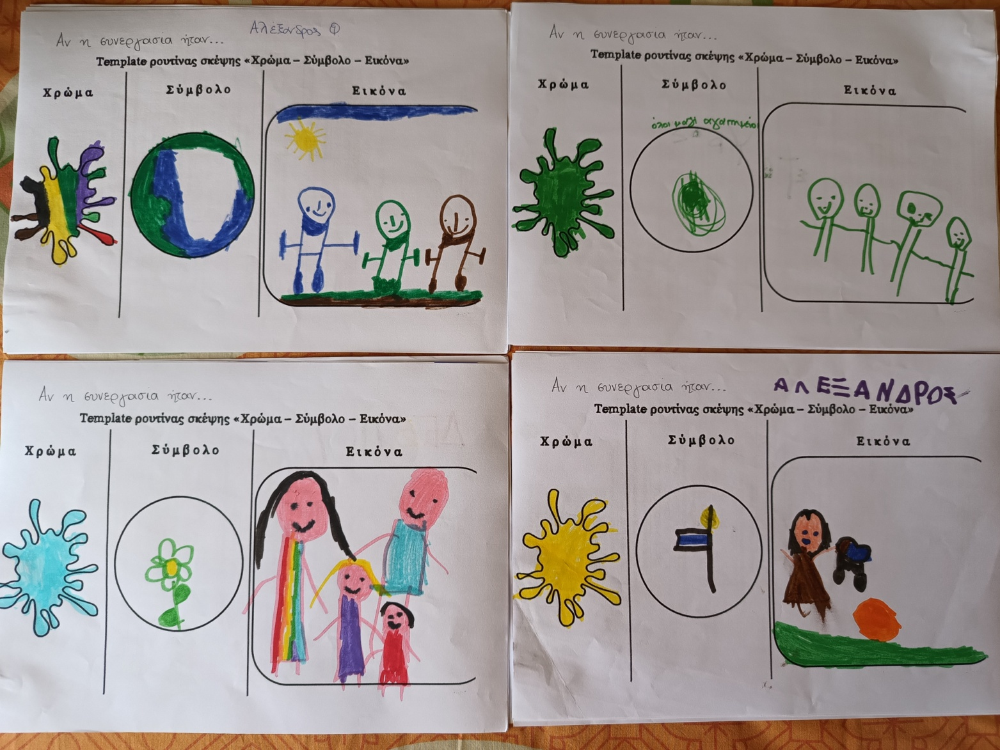 Αλέξανδρος Φ
Αν η συνεργασία ήταν...
Template ρουτίνας σκέψης «Χρώμα – Σύμβολο – Εικόνα»
Χρώμα
Σύμβολο
Εικόνα
Αν η συνεργασία ήταν...
Template ρουτίνας σκέψης «Χρώμα – Σύμβολο – Εικόνα»
Χρώμα
Σύμβολο
Εικόνα
όλοι μαζί αγαπημένοι
Αν η συνεργασία ήταν...
Template ρουτίνας σκέψης «Χρώμα – Σύμβολο – Εικόνα»
Χρώμα
Σύμβολο
Εικόνα
Αν η συνεργασία ήταν...
ΑΛΕΞΑΝΔΡΟΣ
Template ρουτίνας σκέψης «Χρώμα – Σύμβολο – Εικόνα»
Χρώμα
Σύμβολο
Εικόνα